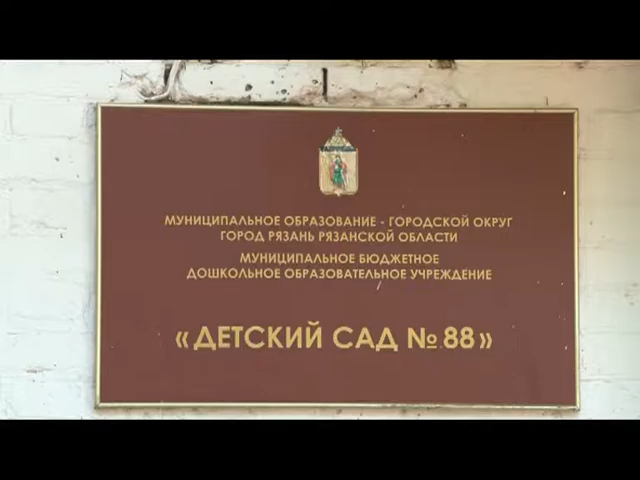 МУНИЦИПАЛЬНОЕ ОБРАЗОВАНИЕ - ГОРОДСКОЙ ОКРУГ
ГОРОД РЯЗАНЬ РЯЗАНСКОЙ ОБЛАСТИ
МУНИЦИПАЛЬНОЕ БЮДЖЕТНОЕ
ДОШКОЛЬНОЕ ОБРАЗОВАТЕЛЬНОЕ УЧРЕЖДЕНИЕ
«ДЕТСКИЙ САД № 88»